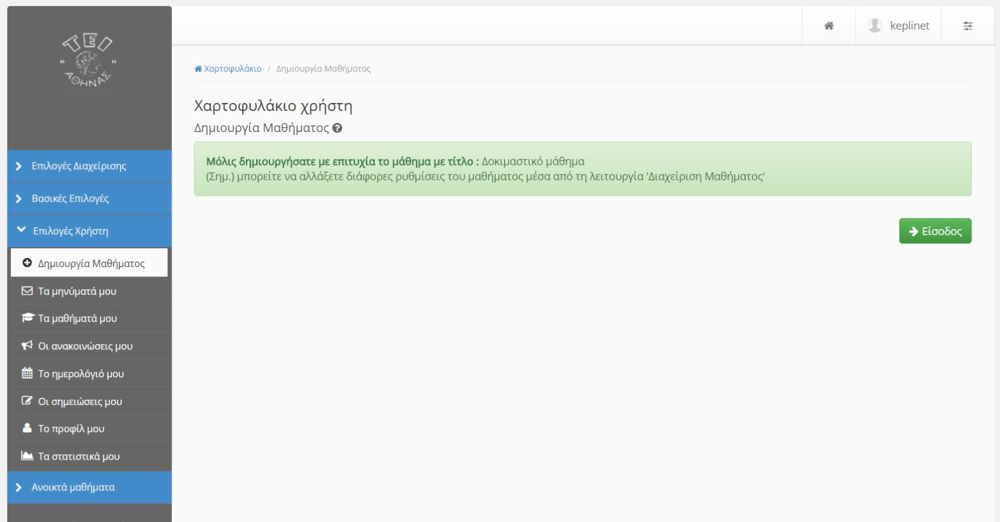 ΤΕΙ
ΑΘΗΝΑΣ
keplinet
Χαρτοφυλάκιο / Δημιουργία Μαθήματος
Χαρτοφυλάκιο χρήστη
Δημιουργία Μαθήματος
Μόλις δημιουργήσατε με επιτυχία το μάθημα με τίτλο : Δοκιμαστικό μάθημα
(Σημ.) μπορείτε να αλλάξετε διάφορες ρυθμίσεις του μαθήματος μέσα από τη λειτουργία 'Διαχείριση Μαθήματος'
Είσοδος
Επιλογές Διαχείρισης
Βασικές Επιλογές
Επιλογές Χρήστη
Δημιουργία Μαθήματος
Τα μηνύματά μου
Τα μαθήματά μου
Οι ανακοινώσεις μου
Το ημερολόγιό μου
Οι σημειώσεις μου
Το προφίλ μου
Τα στατιστικά μου
Ανοικτά μαθήματα